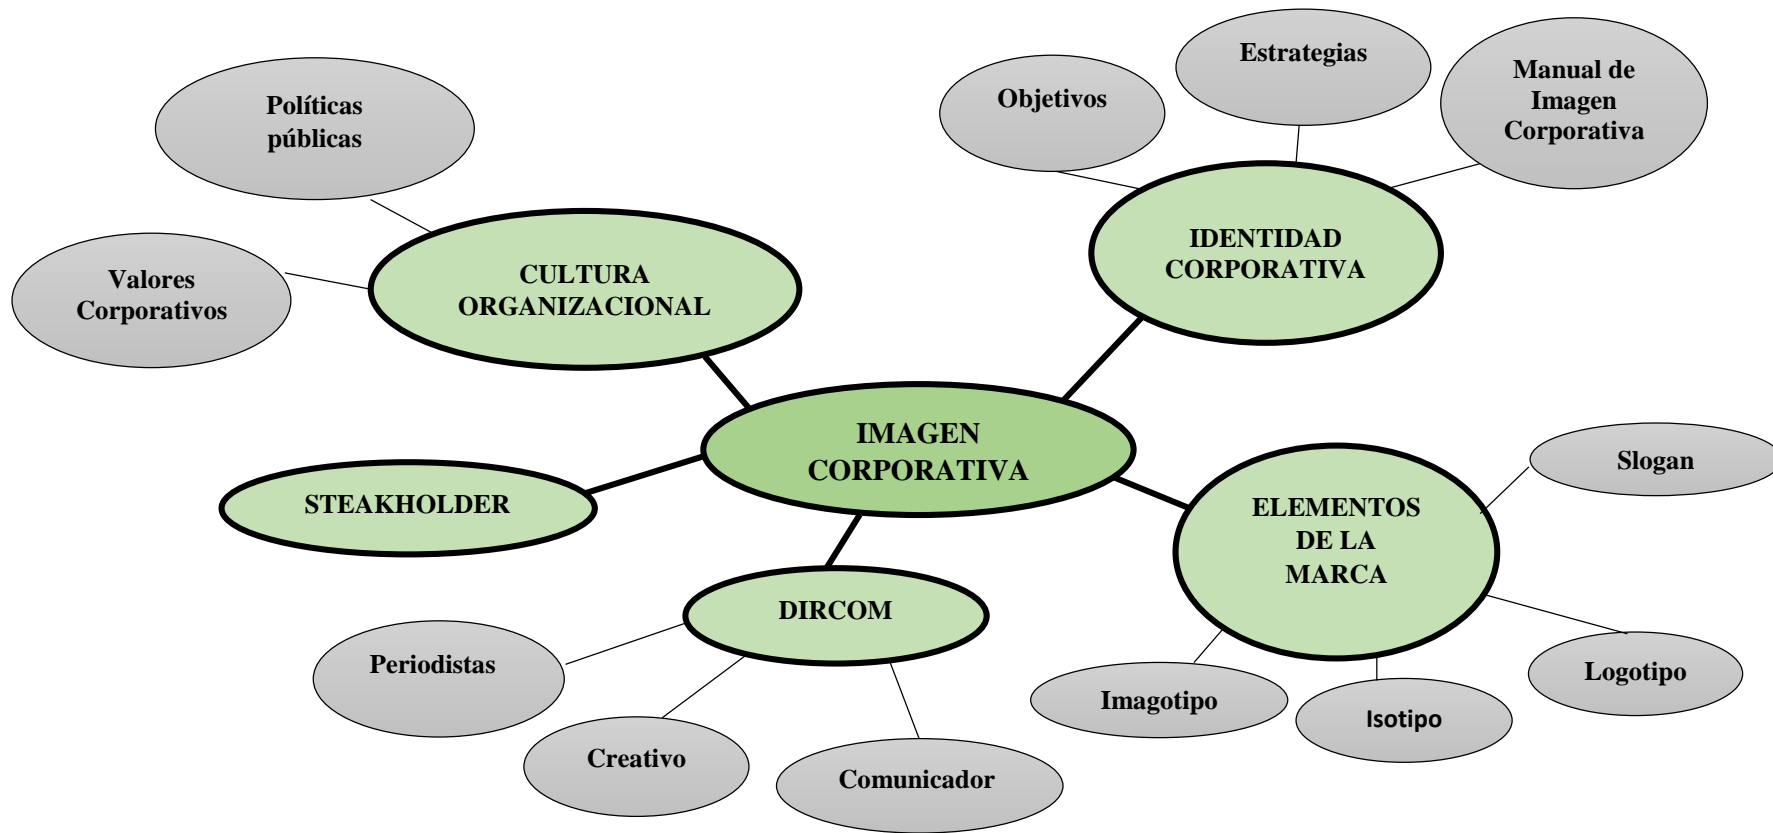 Políticas
públicas
Valores
Corporativos
CULTURA
ORGANIZACIONAL
Objetivos
Estrategias
Manual de
Imagen
Corporativa
IDENTIDAD
CORPORATIVA
IMAGEN
CORPORATIVA
STEAKHOLDER
DIRCOM
Periodistas
Creativo
Comunicador
ELEMENTOS
DE LA
MARCA
Slogan
Logotipo
Isotipo
Imagotipo